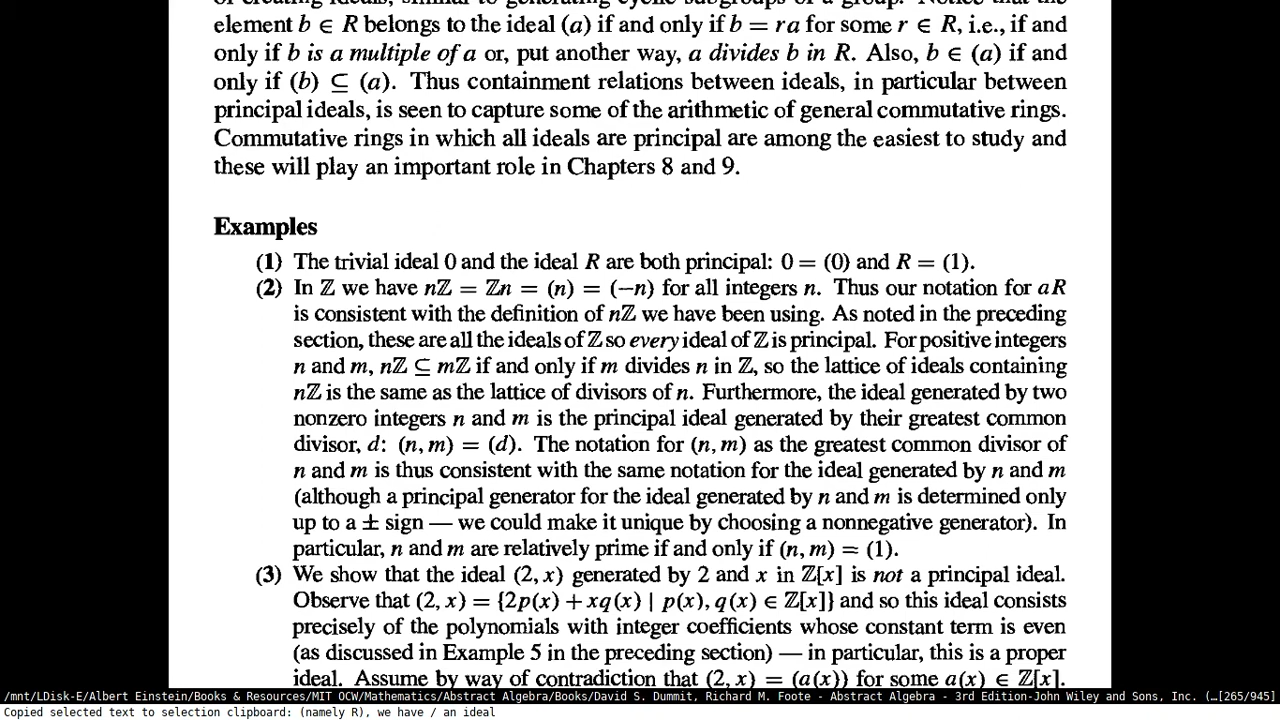 of creating ideals, similar to generating cyclic subgroups of a group. Notice that the
element b ∈ R belongs to the ideal (a) if and only if b = ra for some r ∈ R, i.e., if and
only if b is a multiple of a or, put another way, a divides b in R. Also, b ∈ (a) if and
only if (b) ⊆ (a). Thus containment relations between ideals, in particular between
principal ideals, is seen to capture some of the arithmetic of general commutative rings.
Commutative rings in which all ideals are principal are among the easiest to study and
these will play an important role in Chapters 8 and 9.
Examples
(1) The trivial ideal 0 and the ideal R are both principal: 0 = (0) and R = (1).
(2) In ℤ we have nℤ = ℤn = (n) = (−n) for all integers n. Thus our notation for aR
is consistent with the definition of nℤ we have been using. As noted in the preceding
section, these are all the ideals of ℤ so every ideal of ℤ is principal. For positive integers
n and m, nℤ ⊆ mℤ if and only if m divides n in ℤ, so the lattice of ideals containing
nℤ is the same as the lattice of divisors of n. Furthermore, the ideal generated by two
nonzero integers n and m is the principal ideal generated by their greatest common
divisor, d: (n, m) = (d). The notation for (n, m) as the greatest common divisor of
n and m is thus consistent with the same notation for the ideal generated by n and m
(although a principal generator for the ideal generated by n and m is determined only
up to a ± sign — we could make it unique by choosing a nonnegative generator). In
particular, n and m are relatively prime if and only if (n, m) = (1).
(3) We show that the ideal (2, x) generated by 2 and x in ℤ[x] is not a principal ideal.
Observe that (2, x) = {2p(x) + xq(x) | p(x), q(x) ∈ ℤ[x]} and so this ideal consists
precisely of the polynomials with integer coefficients whose constant term is even
(as discussed in Example 5 in the preceding section) — in particular, this is a proper
ideal. Assume by way of contradiction that (2, x) = (a(x)) for some a(x) ∈ ℤ[x].
/mnt/LDisk-E/Albert Einstein/Books & Resources/MIT OCW/Mathematics/Abstract Algebra/Books/David S. Dummit, Richard M. Foote - Abstract Algebra - 3rd Edition-John Wiley and Sons, Inc. (…[265/945]
Copied selected text to selection clipboard: (namely R), we have / an ideal